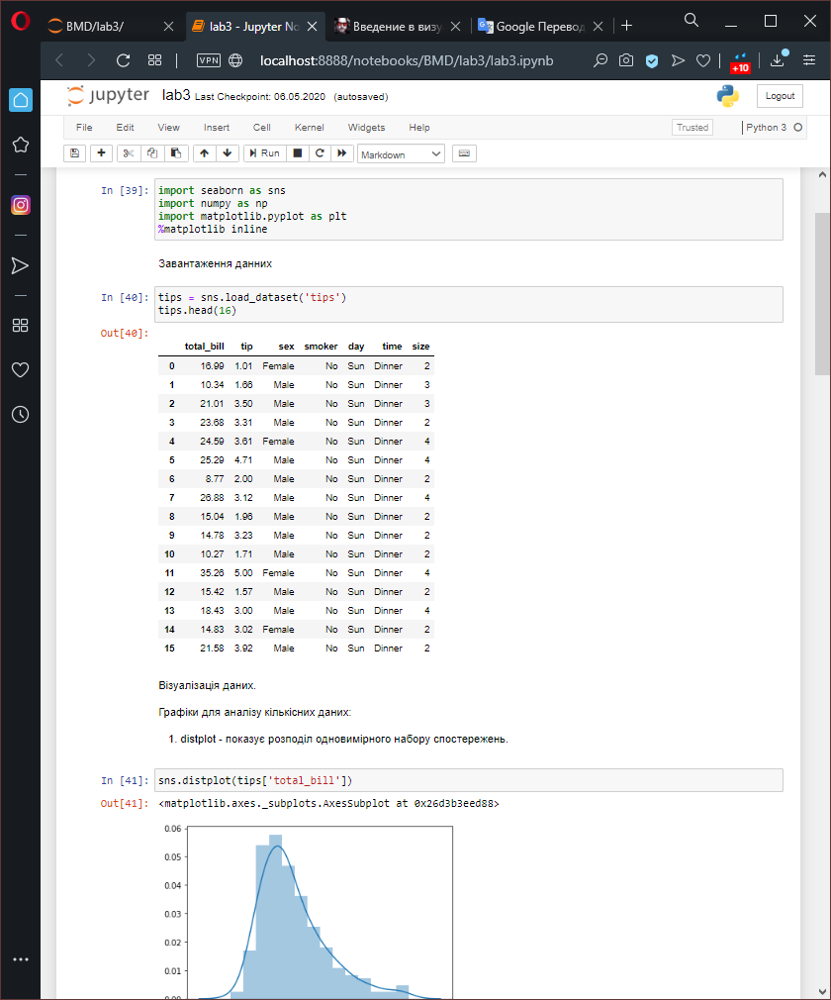 BMD/lab3/
lab3 - Jupyter No
Введение в визу
Google Перевод
VPN
localhost:8888/notebooks/BMD/lab3/lab3.ipynb
+10
jupyter lab3 Last Checkpoint: 06.05.2020 (autosaved)
Logout
File Edit View Insert Cell Kernel Widgets Help
Trusted
Python 3
Run
Markdown
In [39]: import seaborn as sns
import numpy as np
import matplotlib.pyplot as plt
%matplotlib inline
Завантаження данних
In [40]: tips = sns.load_dataset('tips')
tips.head(16)
Out[40]:
total_bill tip sex smoker day time size
0 16.99 1.01 Female No Sun Dinner 2
1 10.34 1.66 Male No Sun Dinner 3
2 21.01 3.50 Male No Sun Dinner 3
3 23.68 3.31 Male No Sun Dinner 2
4 24.59 3.61 Female No Sun Dinner 4
5 25.29 4.71 Male No Sun Dinner 4
6 8.77 2.00 Male No Sun Dinner 2
7 26.88 3.12 Male No Sun Dinner 4
8 15.04 1.96 Male No Sun Dinner 2
9 14.78 3.23 Male No Sun Dinner 2
10 10.27 1.71 Male No Sun Dinner 2
11 35.26 5.00 Female No Sun Dinner 4
12 15.42 1.57 Male No Sun Dinner 2
13 18.43 3.00 Male No Sun Dinner 4
14 14.83 3.02 Female No Sun Dinner 2
15 21.58 3.92 Male No Sun Dinner 2
Візуалізація даних.
Графіки для аналізу кількісних даних:
1. distplot - показує розподіл одновимірного набору спостережень.
In [41]: sns.distplot(tips['total_bill'])
Out[41]: <matplotlib.axes._subplots.AxesSubplot at 0x26d3b3eed88>
0.06
0.05
0.04
0.03
0.02
0.01
0.00